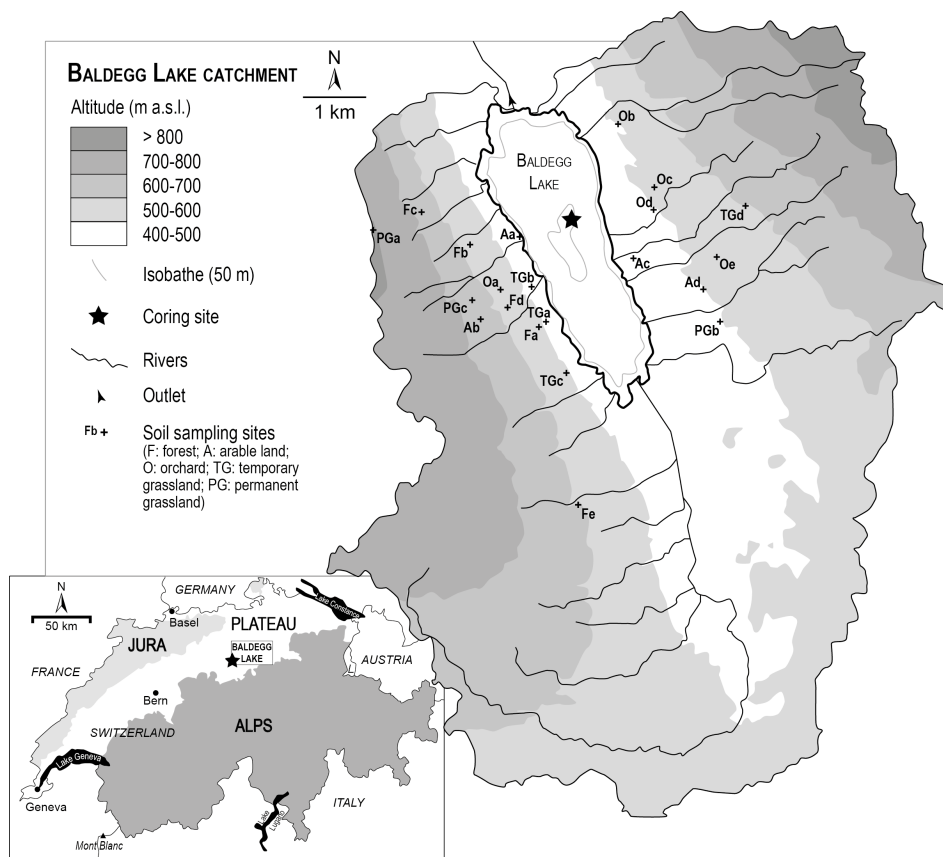 BALDEGG LAKE CATCHMENT
N
1 km
Altitude (m a.s.l.)
> 800
700-800
600-700
500-600
400-500
Isobathe (50 m)
Coring site
Rivers
Outlet
Fb
Soil sampling sites
(F: forest; A: arable land;
O: orchard; TG: temporary
grassland; PG: permanent
grassland)
BALDEGG
LAKE
Ob
Oc
Od
TGd
Fc
PGa
Aa
Fb
Ac
Oe
TGb
Oa
Ad
PGc
Fd
TGa
Ab
Fa
PGb
TGc
Fe
N
50 km
GERMANY
Lake Constance
Basel
PLATEAU
JURA
BALDEGG
LAKE
AUSTRIA
FRANCE
Bern
SWITZERLAND
ALPS
Lake Geneva
Geneva
ITALY
Lake
Lugano
Mont Blanc